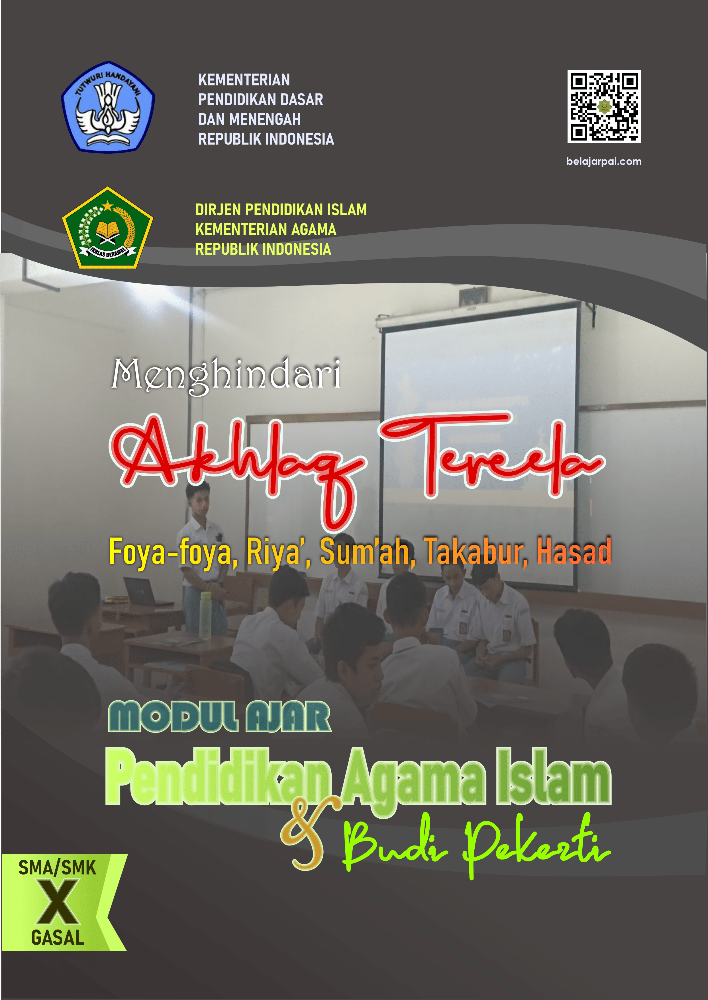 TUTWURI HANDAYANI
KEMENTERIAN
PENDIDIKAN DASAR
DAN MENENGAH
REPUBLIK INDONESIA
belajarpai.com
IKHLAS BERAMAL
DIRJEN PENDIDIKAN ISLAM
KEMENTERIAN AGAMA
REPUBLIK INDONESIA
Menghindari
Akhlaq Tercela
Foya-foya, Riya’, Sum’ah, Takabur, Hasad
MODUL AJAR
Pendidikan Agama Islam
& Budi Pekerti
SMA/SMK
X
GASAL